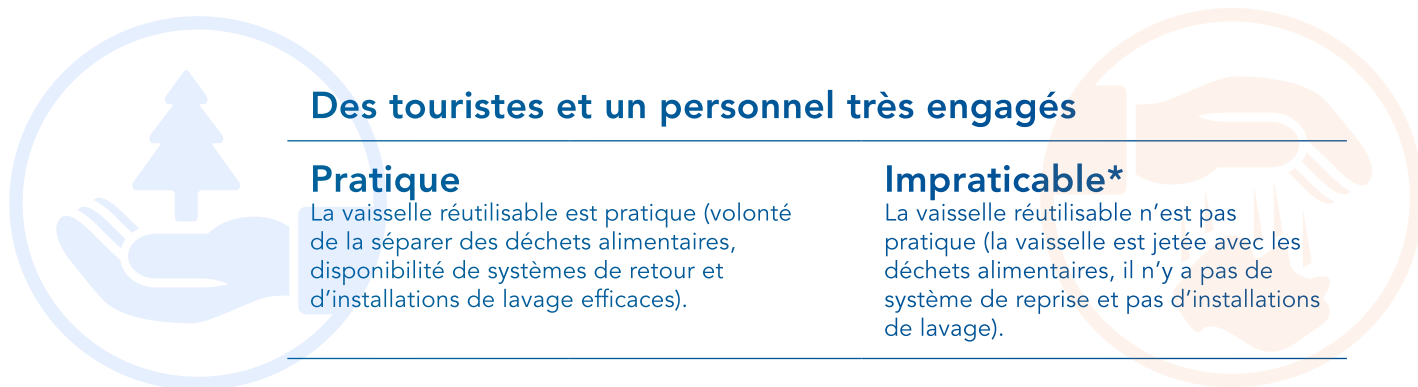 Des touristes et un personnel très engagés
Pratique
La vaisselle réutilisable est pratique (volonté
de la séparer des déchets alimentaires,
disponibilité de systèmes de retour et
d’installations de lavage efficaces).
Impraticable*
La vaisselle réutilisable n’est pas
pratique (la vaisselle est jetée avec les
déchets alimentaires, il n’y a pas de
système de reprise et pas d’installations
de lavage).